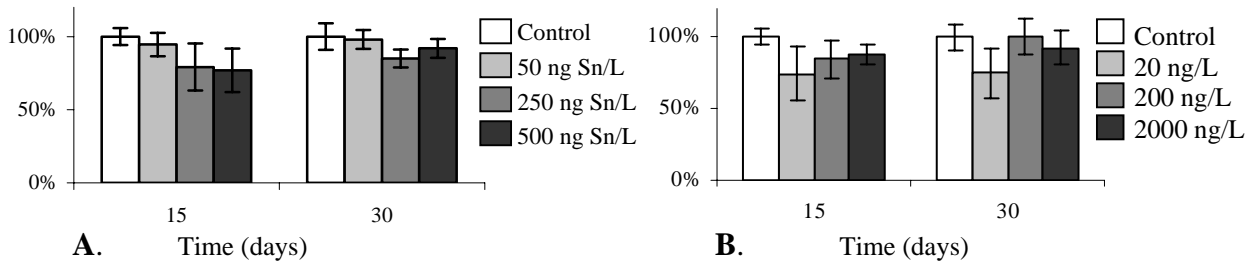 100%
50%
0%
15
30
Control
50 ng Sn/L
250 ng Sn/L
500 ng Sn/L
A. Time (days)
100%
50%
0%
15
30
Control
20 ng/L
200 ng/L
2000 ng/L
B. Time (days)